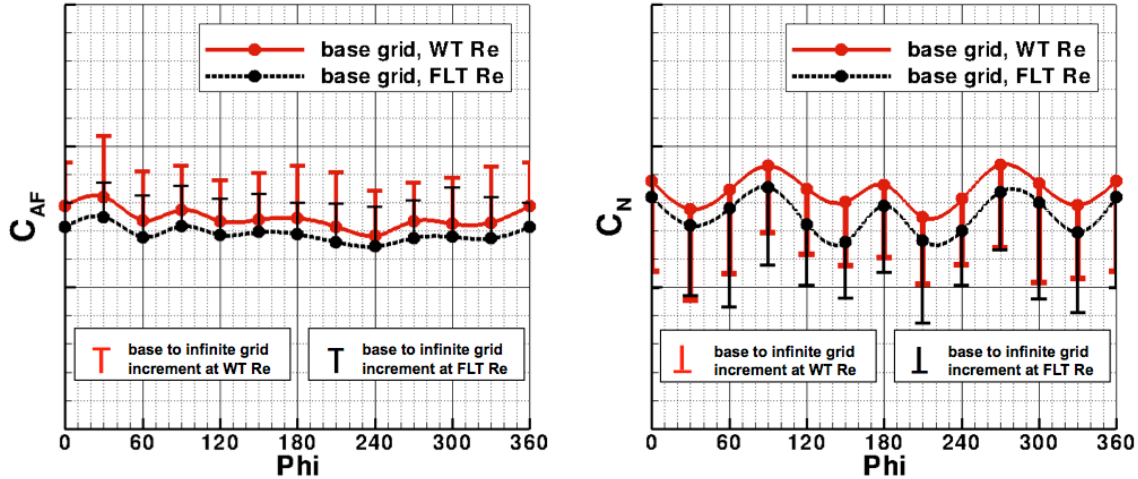 base grid, WT Re
base grid, FLT Re
C_AF
base to infinite grid
increment at WT Re
base to infinite grid
increment at FLT Re
0 60 120 180 240 300 360
Phi
base grid, WT Re
base grid, FLT Re
C_N
base to infinite grid
increment at WT Re
base to infinite grid
increment at FLT Re
0 60 120 180 240 300 360
Phi